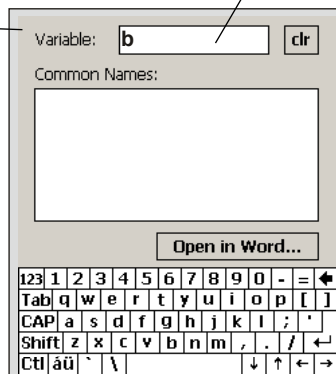 Variable: b clr
Common Names:
Open in Word...
123 1 2 3 4 5 6 7 8 9 0 - = ←
Tab q w e r t y u i o p [ ]
CAP a s d f g h j k l ; '
Shift z x c v b n m , . / ↵
Ctl áü ` \ ↓ ↑ ← →